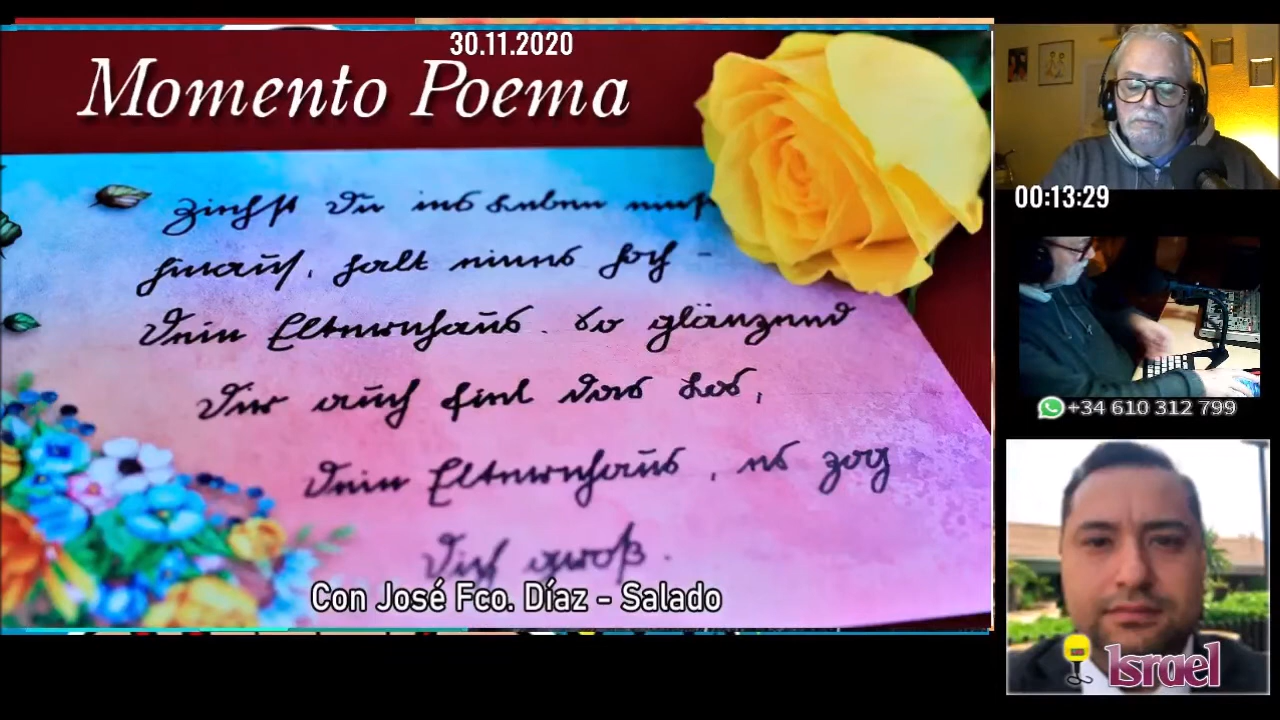 30.11.2020
Momento Poema
Ziehst Du ins Leben einst
hinaus, halt eines hoch -
Dein Elternhaus. So glänzend
Dir auch fiel das Los,
Dein Elternhaus, es zog
Dich groß.
Con José Fco. Díaz - Salado
00:13:29
+34 610 312 799
Israel